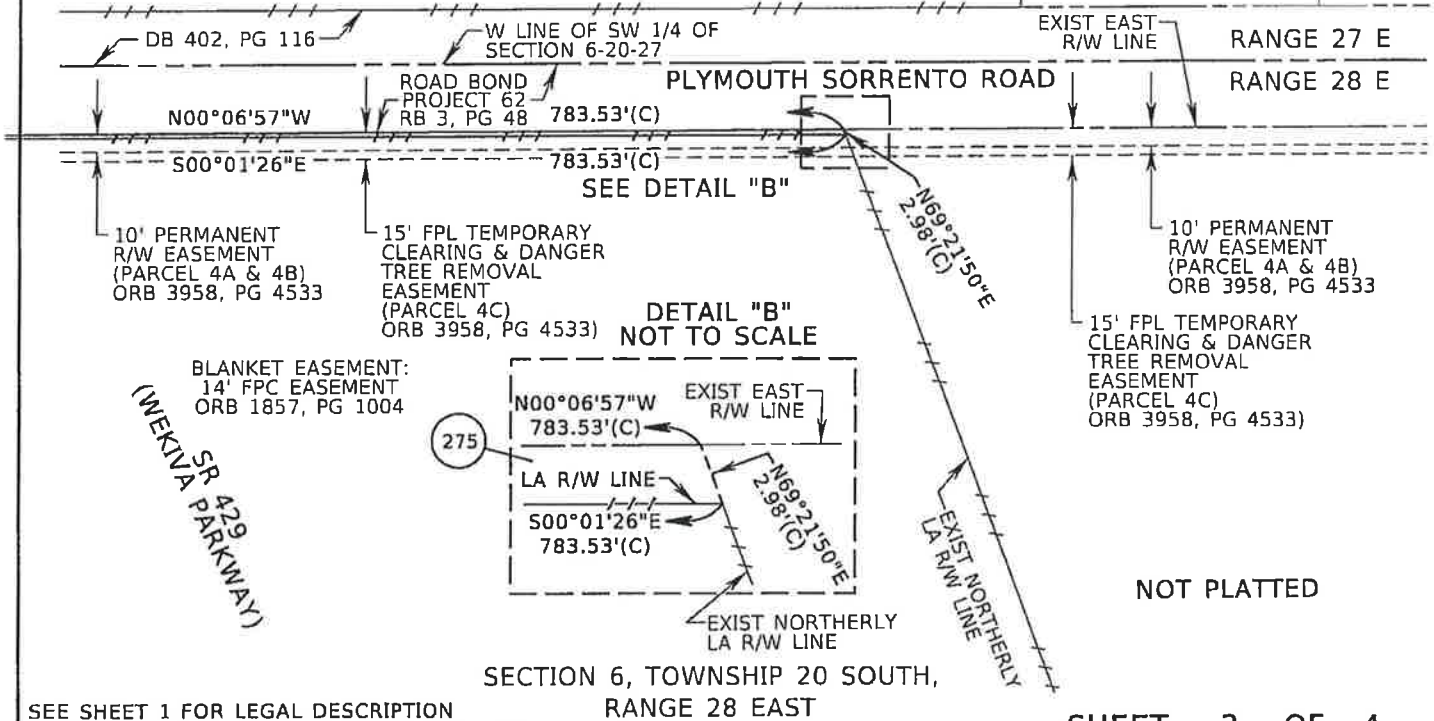 DB 402, PG 116
W LINE OF SW 1/4 OF
SECTION 6-20-27
EXIST EAST
R/W LINE
RANGE 27 E
RANGE 28 E
ROAD BOND
PROJECT 62
RB 3, PG 48
PLYMOUTH SORRENTO ROAD
N00°06'57"W
783.53'(C)
S00°01'26"E
783.53'(C)
SEE DETAIL "B"
N69°21'50"E
2.98'(C)
10' PERMANENT
R/W EASEMENT
(PARCEL 4A & 4B)
ORB 3958, PG 4533
15' FPL TEMPORARY
CLEARING & DANGER
TREE REMOVAL
EASEMENT
(PARCEL 4C)
ORB 3958, PG 4533)
10' PERMANENT
R/W EASEMENT
(PARCEL 4A & 4B)
ORB 3958, PG 4533
15' FPL TEMPORARY
CLEARING & DANGER
TREE REMOVAL
EASEMENT
(PARCEL 4C)
ORB 3958, PG 4533)
BLANKET EASEMENT:
14' FPC EASEMENT
ORB 1857, PG 1004
SR 429
(WEKIVA PARKWAY)
DETAIL "B"
NOT TO SCALE
N00°06'57"W
783.53'(C)
EXIST EAST
R/W LINE
275
LA R/W LINE
S00°01'26"E
783.53'(C)
N69°21'50"E
2.98'(C)
EXIST NORTHERLY
LA R/W LINE
EXIST NORTHERLY
LA R/W LINE
NOT PLATTED
SECTION 6, TOWNSHIP 20 SOUTH,
RANGE 28 EAST
SEE SHEET 1 FOR LEGAL DESCRIPTION